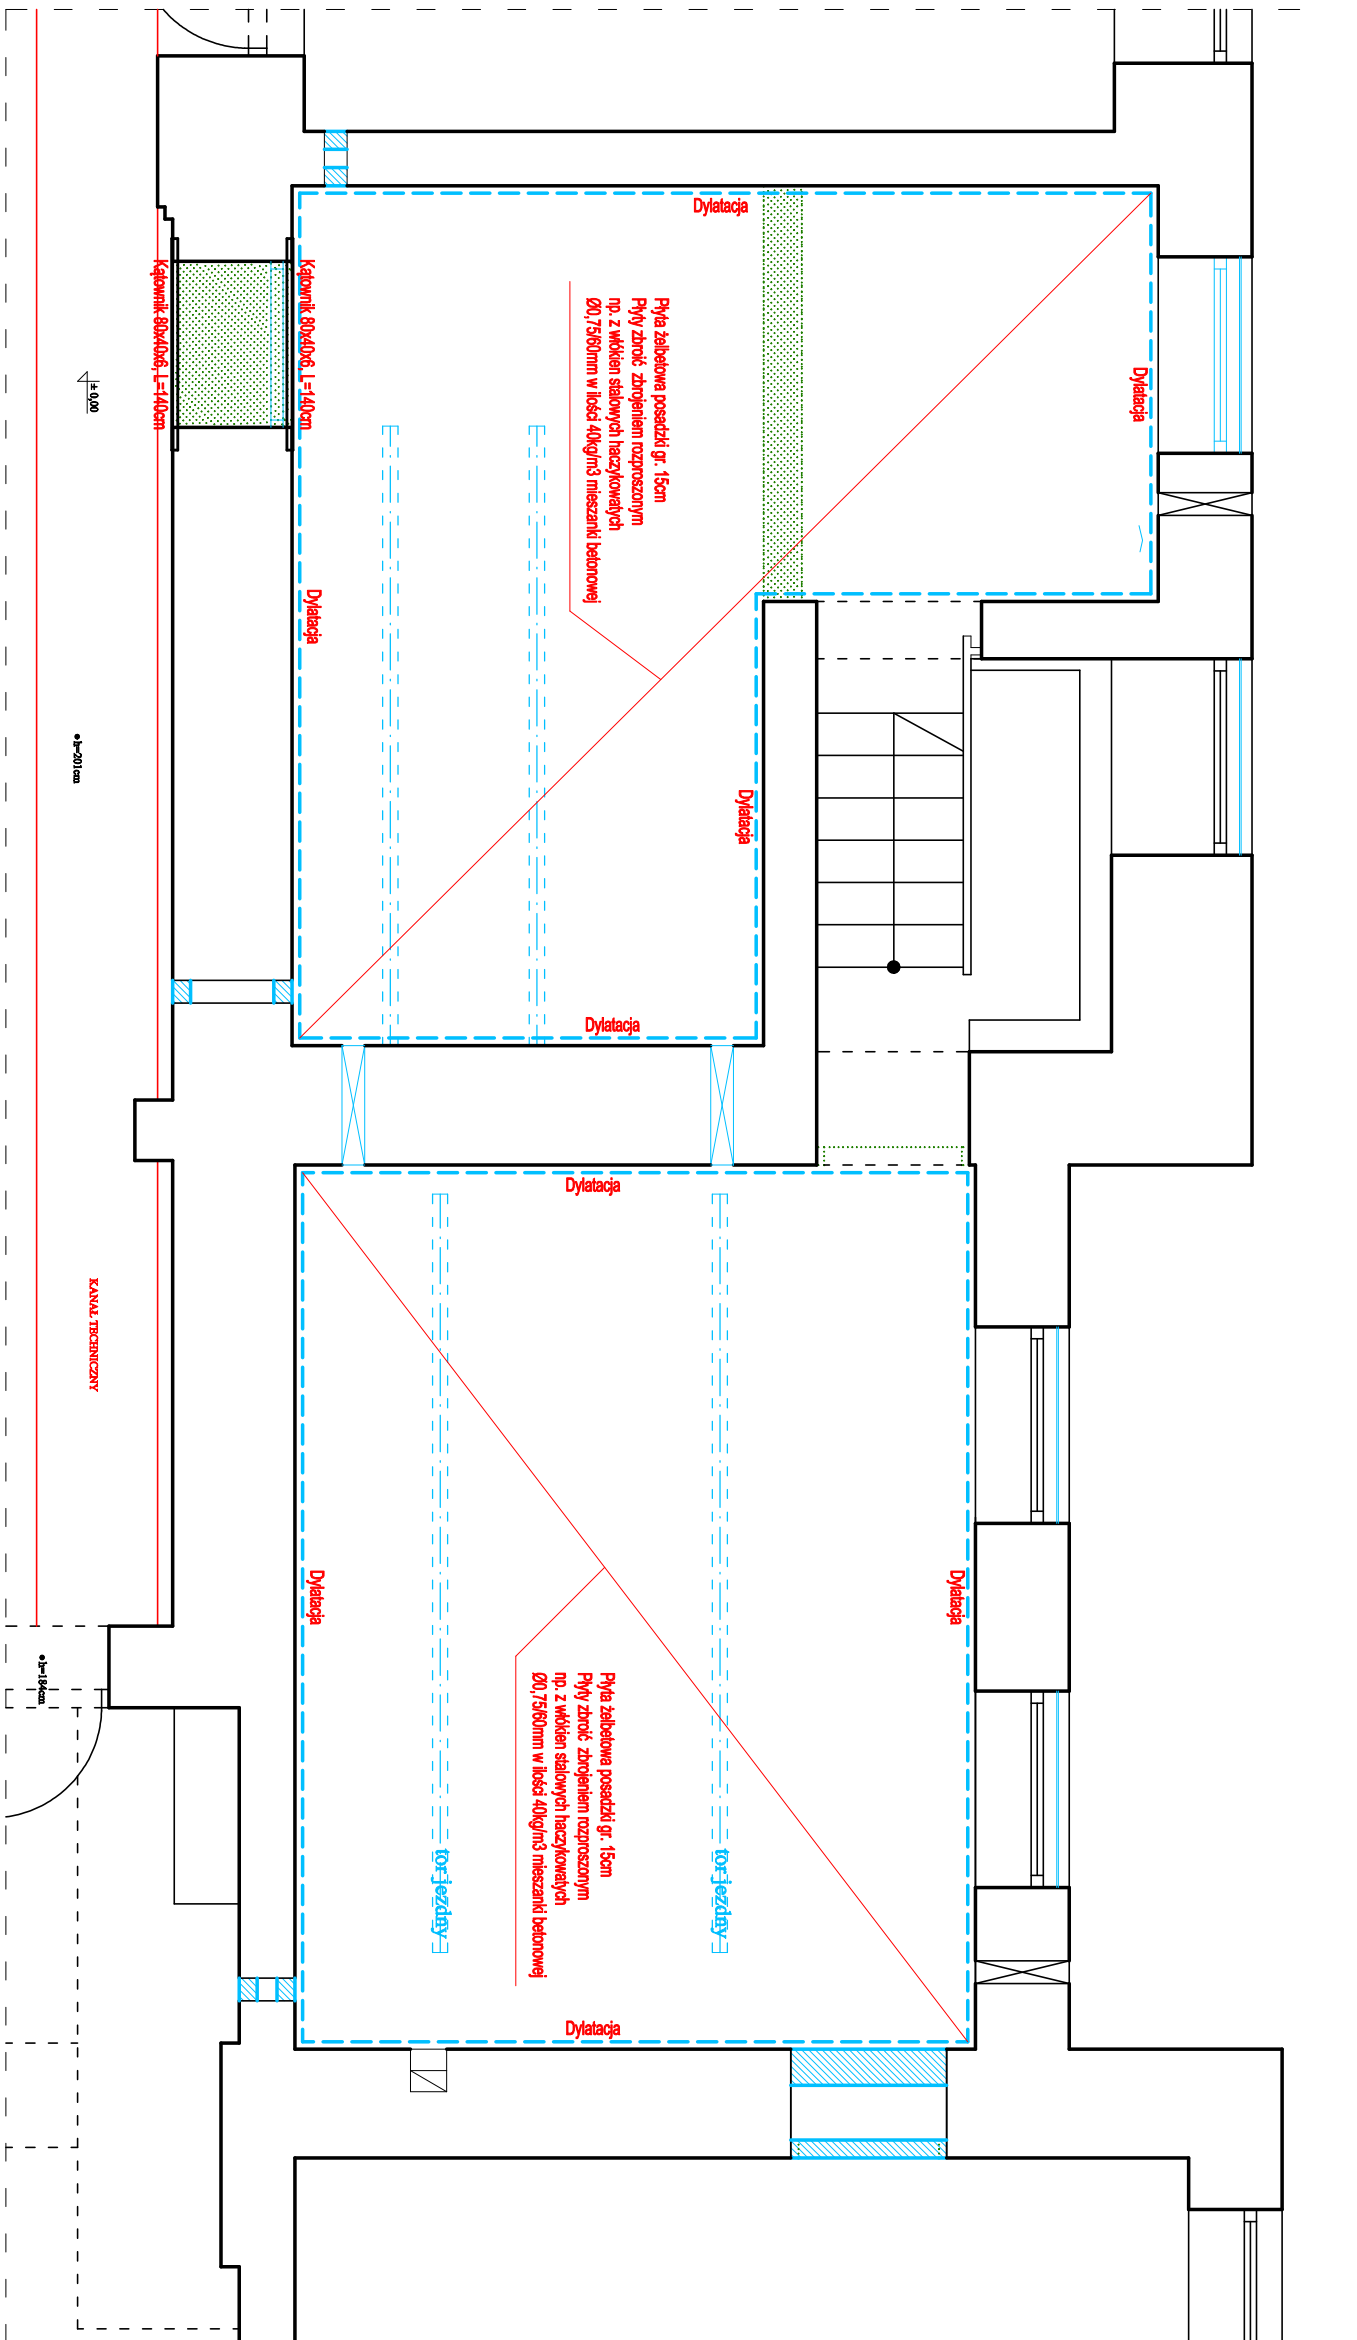 Dylatacja
Dylatacja
Kątownik 80x40x6, L=140cm
Kątownik 80x40x6, L=140cm
Płyta żelbetowa posadzki gr. 15cm
Płyty zbroić zbrojeniem rozproszonym
np. z włókien stalowych haczykowatych
Ø0,75/60mm w ilości 40kg/m3 mieszanki betonowej
± 0,00
Dylatacja
Dylatacja
h=201cm
Dylatacja
Dylatacja
KANAŁ TECHNICZNY
Dylatacja
Dylatacja
h=184cm
Płyta żelbetowa posadzki gr. 15cm
Płyty zbroić zbrojeniem rozproszonym
np. z włókien stalowych haczykowatych
Ø0,75/60mm w ilości 40kg/m3 mieszanki betonowej
tor jezdny
tor jezdny
Dylatacja